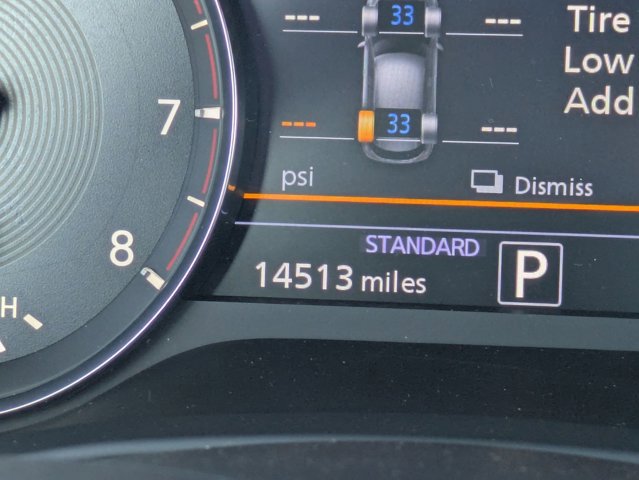 --- 33 --- Tire
Low
Add
7
--- 33 ---
psi Dismiss
8
STANDARD
14513 miles P
H